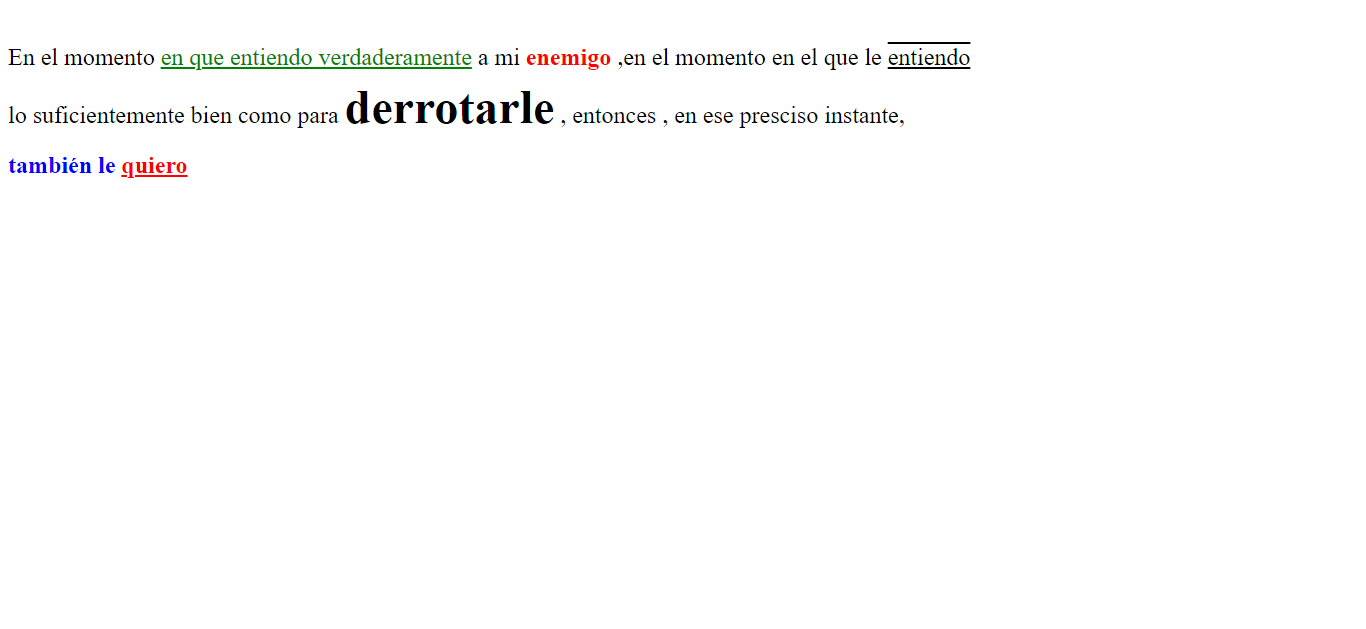 En el momento en que entiendo verdaderamente a mi enemigo ,en el momento en el que le entiendo
lo suficientemente bien como para derrotarle , entonces , en ese presciso instante,
también le quiero